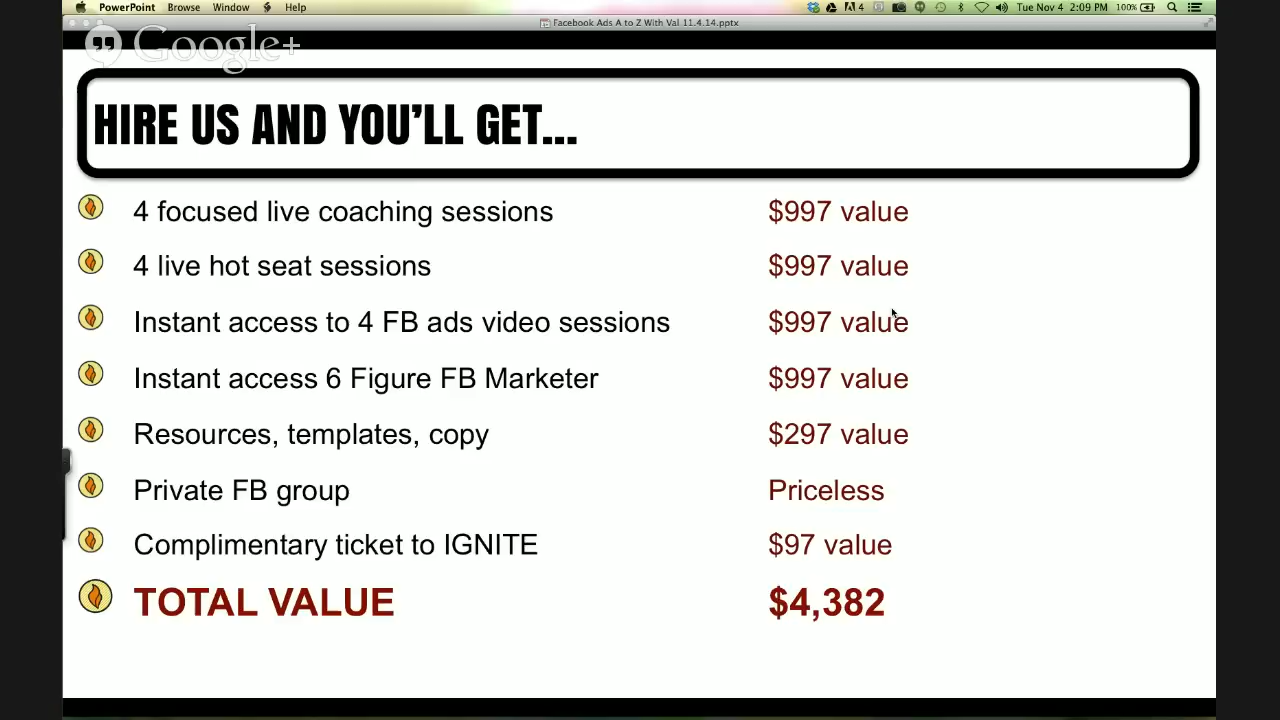 PowerPoint Browse Window Help 4 Tue Nov 4 2:09 PM 100%
Facebook Ads A to Z With Val 11.4.14.pptx
Google+
HIRE US AND YOU'LL GET...
4 focused live coaching sessions $997 value
4 live hot seat sessions $997 value
Instant access to 4 FB ads video sessions $997 value
Instant access 6 Figure FB Marketer $997 value
Resources, templates, copy $297 value
Private FB group Priceless
Complimentary ticket to IGNITE $97 value
TOTAL VALUE $4,382